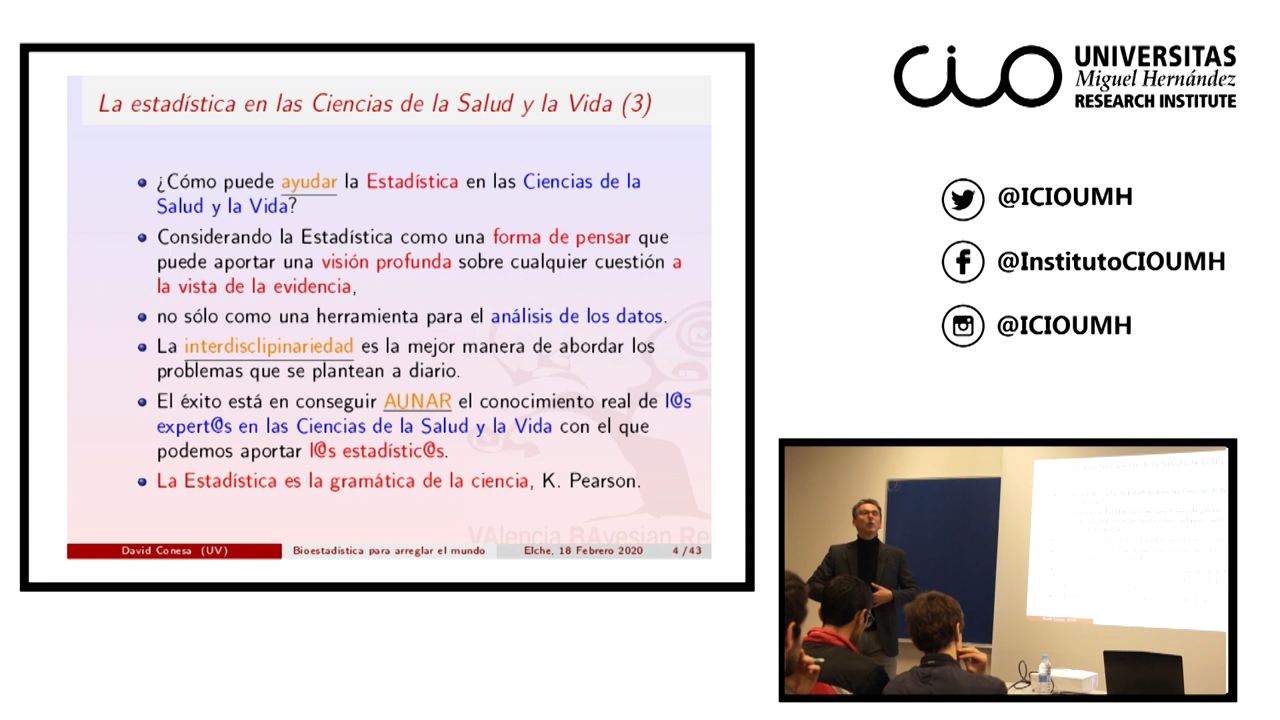 La estadística en las Ciencias de la Salud y la Vida (3)
¿Cómo puede ayudar la Estadística en las Ciencias de la
Salud y la Vida?
Considerando la Estadística como una forma de pensar que
puede aportar una visión profunda sobre cualquier cuestión a
la vista de la evidencia,
no sólo como una herramienta para el análisis de los datos.
La interdisclipinariedad es la mejor manera de abordar los
problemas que se plantean a diario.
El éxito está en conseguir AUNAR el conocimiento real de l@s
expert@s en las Ciencias de la Salud y la Vida con el que
podemos aportar l@s estadístic@s.
La Estadística es la gramática de la ciencia, K. Pearson.
VAlencia BAyesian Re
David Conesa (UV)
Bioestadística para arreglar el mundo
Elche, 18 Febrero 2020
4 / 43
cio
UNIVERSITAS
Miguel Hernández
RESEARCH INSTITUTE
@ICIOUMH
@InstitutoCIOUMH
@ICIOUMH